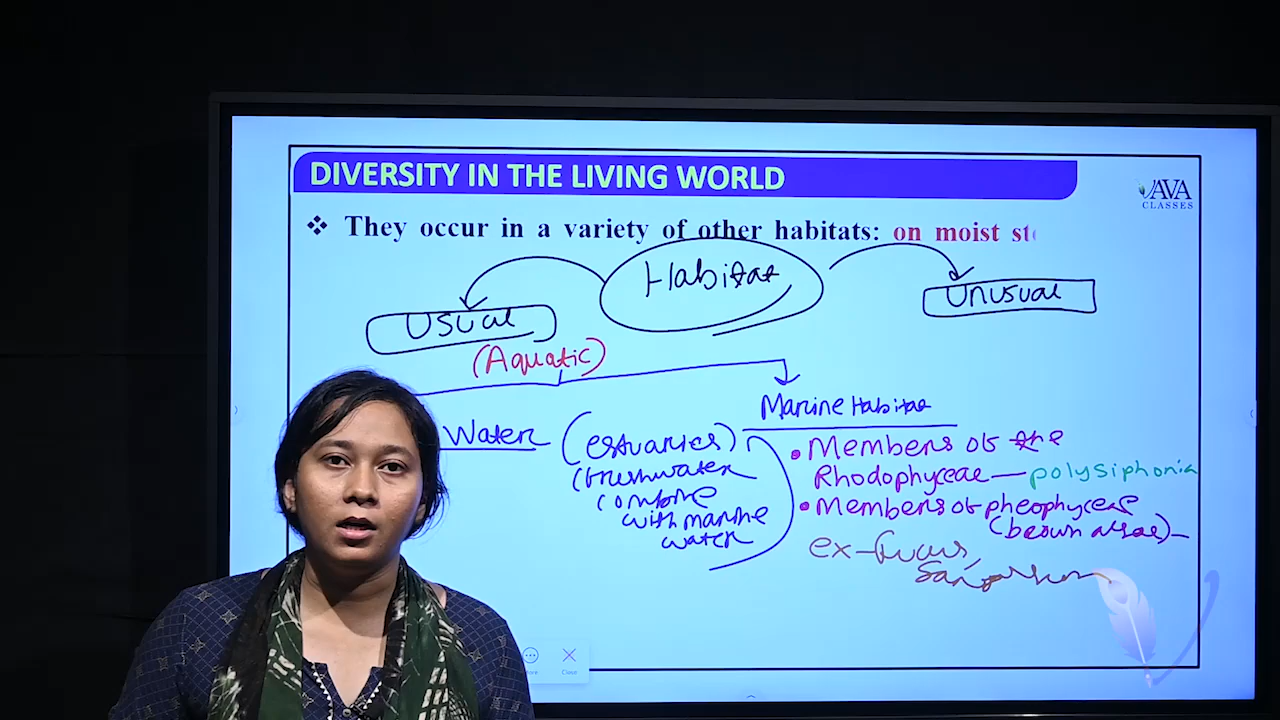 DIVERSITY IN THE LIVING WORLD
AVA
CLASSES
❖ They occur in a variety of other habitats: on moist st
Habitat
Usual
Unusual
(Aquatic)
Marine Habitat
Water
(estuaries)
(freshwater
combine
with marine
water
• Members of the
Rhodophyceae — polysiphonia
• Members of pheophyceae
(brown algae) —
ex - fucus,
Close